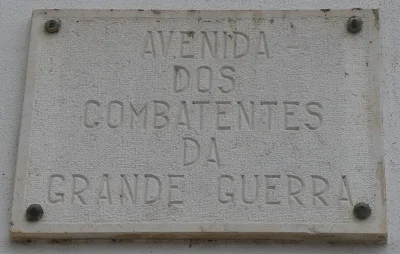 AVENIDA
DOS
COMBATENTES
DA
GRANDE GUERRA